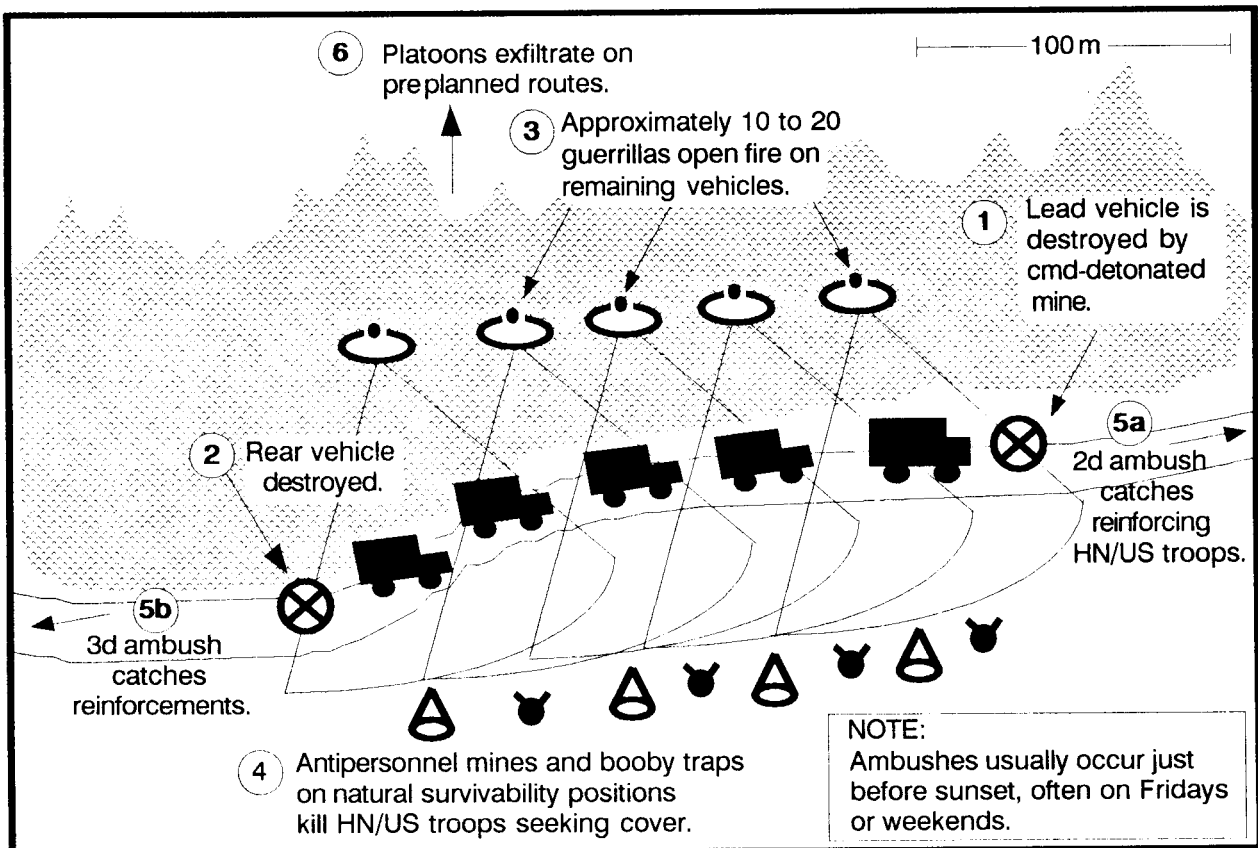 6 Platoons exfiltrate on
preplanned routes.
100 m
3 Approximately 10 to 20
guerrillas open fire on
remaining vehicles.
1 Lead vehicle is
destroyed by
cmd-detonated
mine.
2 Rear vehicle
destroyed.
5a
2d ambush
catches
reinforcing
HN/US troops.
5b
3d ambush
catches
reinforcements.
4 Antipersonnel mines and booby traps
on natural survivability positions
kill HN/US troops seeking cover.
NOTE:
Ambushes usually occur just
before sunset, often on Fridays
or weekends.